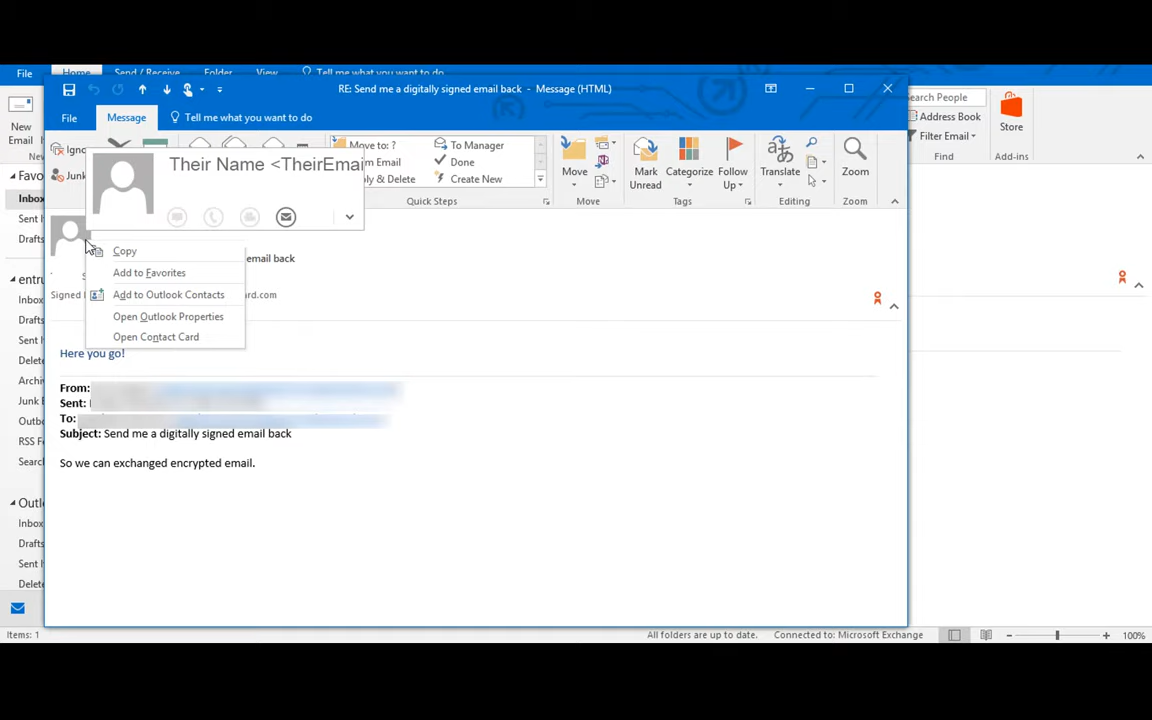 File
Home
Send / Receive
Folder
View
Tell me what you want to do
RE: Send me a digitally signed email back - Message (HTML)
File
Message
Tell me what you want to do
New
Email
Junk
Their Name <TheirEmai
Move to: ?
To Manager
Email
Done
& Delete
Create New
Quick Steps
Move
Mark
Unread
Categorize
Follow
Up
Tags
Translate
Editing
Zoom
Zoom
Search People
Address Book
Filter Email
Find
Store
Add-ins
Inbox
Sent
Drafts
Inbox
Drafts
Sent
Delete
Archi
Junk
Outbo
RSS
Searc
Outlo
Inbox
Drafts
Sent
Delete
email back
Signed
.com
Copy
Add to Favorites
Add to Outlook Contacts
Open Outlook Properties
Open Contact Card
Here you go!
From:
Sent:
To:
Subject: Send me a digitally signed email back
So we can exchanged encrypted email.
Items: 1
All folders are up to date.
Connected to: Microsoft Exchange
100%